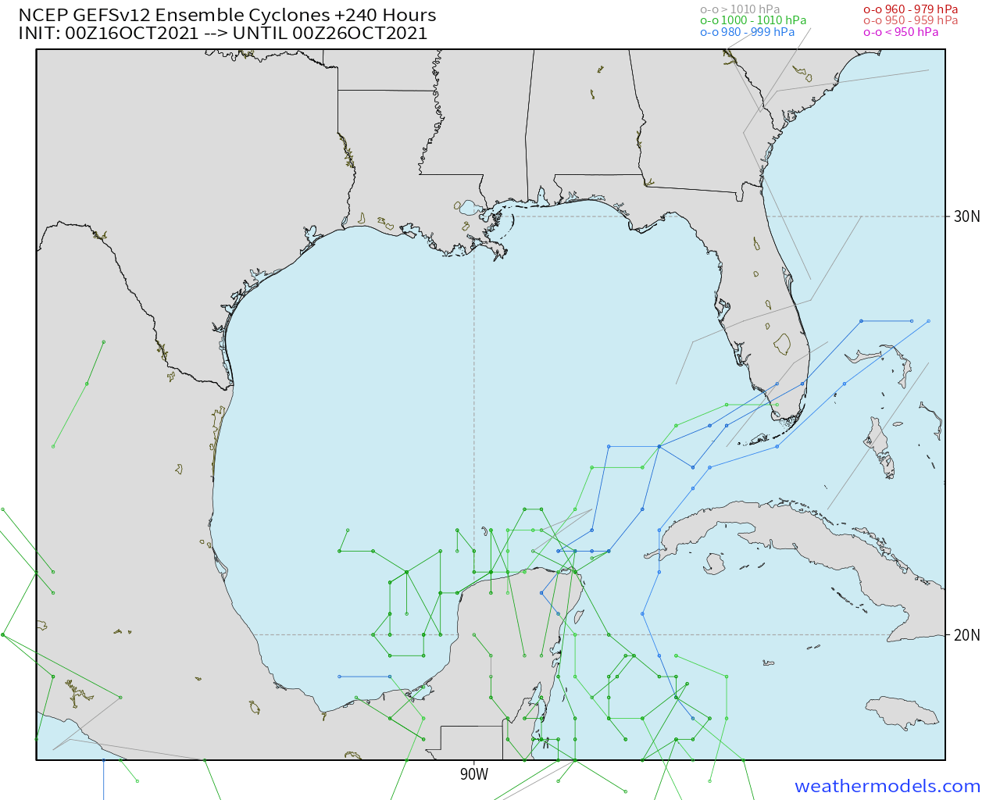 NCEP GEFSv12 Ensemble Cyclones +240 Hours
INIT: 00Z16OCT2021 --> UNTIL 00Z26OCT2021
o-o > 1010 hPa
o-o 1000 - 1010 hPa
o-o 980 - 999 hPa
o-o 960 - 979 hPa
o-o 950 - 959 hPa
o-o < 950 hPa
30N
20N
90W
weathermodels.com